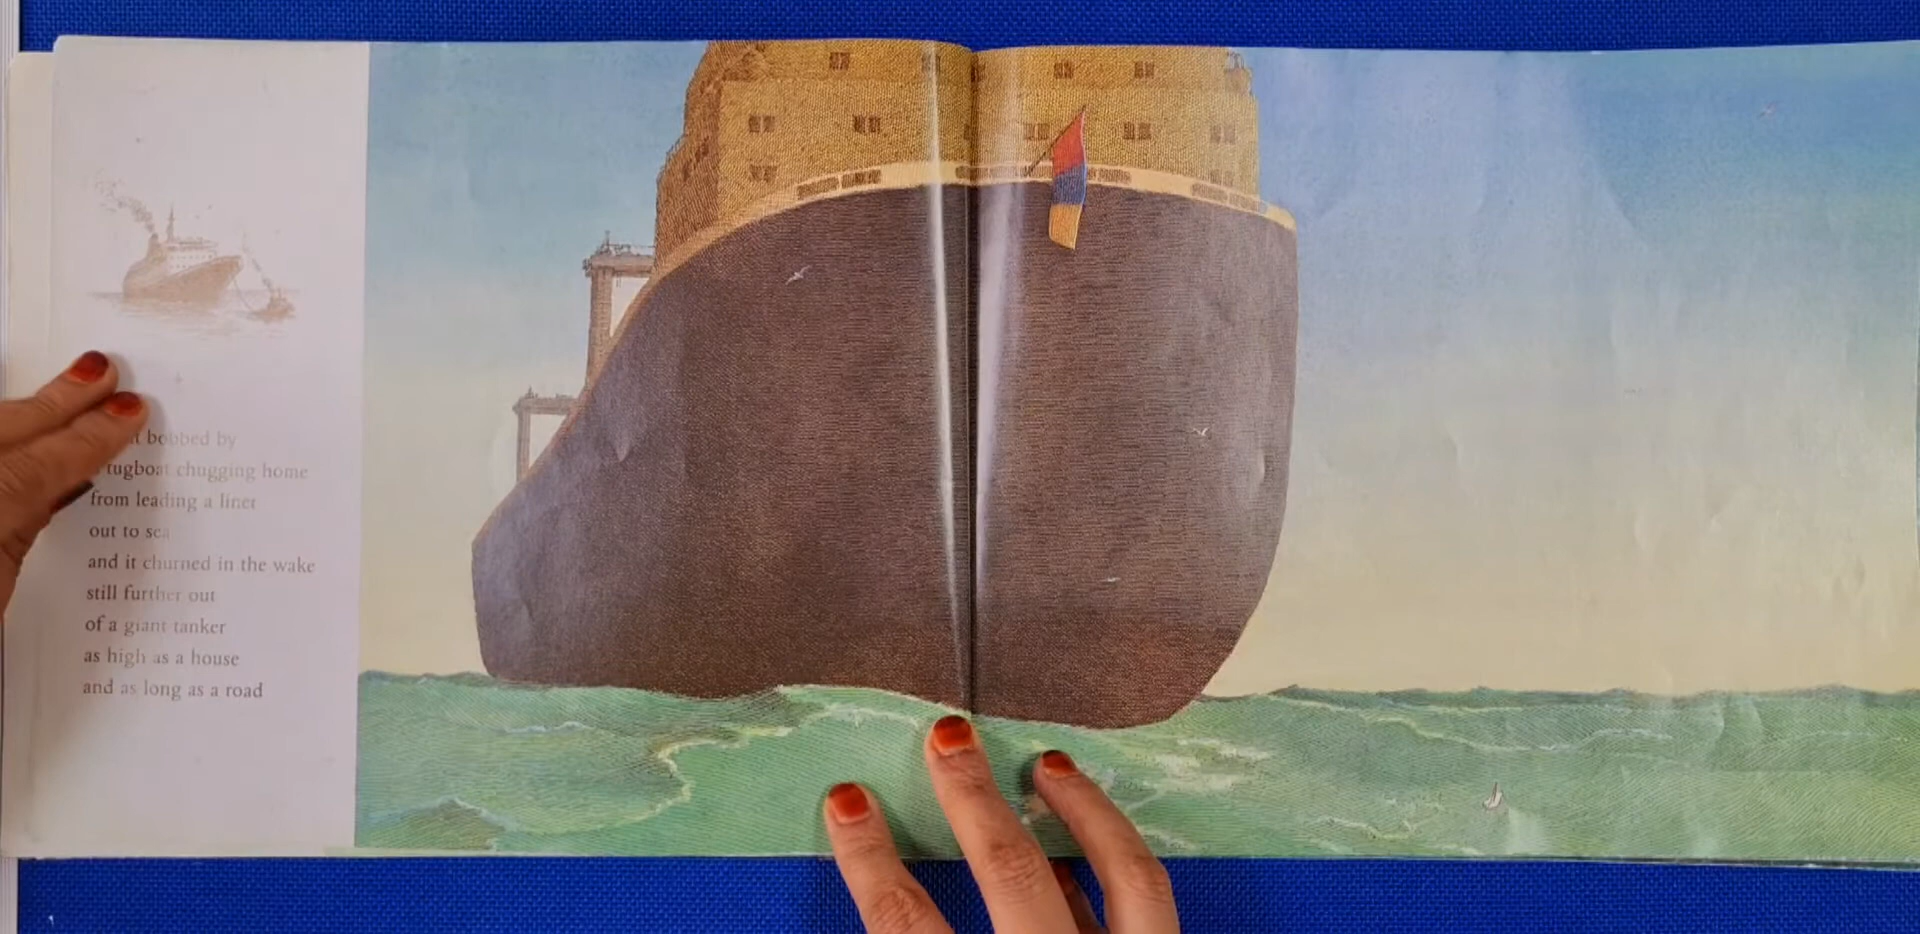 bobbed by
tugboat chugging home
from leading a liner
out to sea
and it churned in the wake
still further out
of a giant tanker
as high as a house
and as long as a road